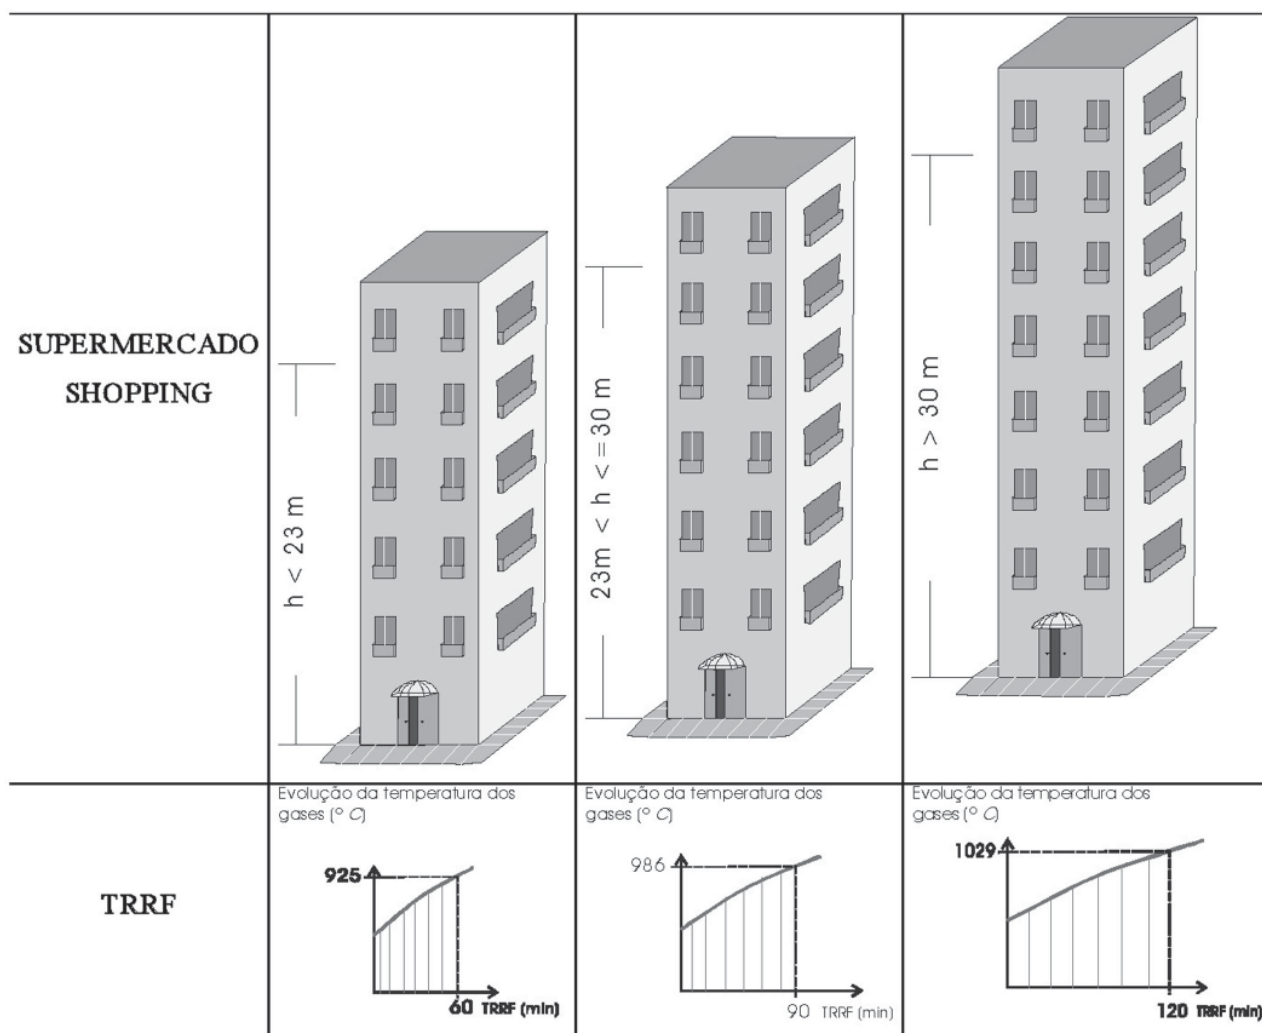 SUPERMERCADO
SHOPPING
h < 23 m
23m < h < = 30 m
h > 30 m
TRRF
Evolução da temperatura dos
gases (° C)
925
60 TRRF (min)
Evolução da temperatura dos
gases (° C)
986
90 TRRF (min)
Evolução da temperatura dos
gases (° C)
1029
120 TRRF (min)